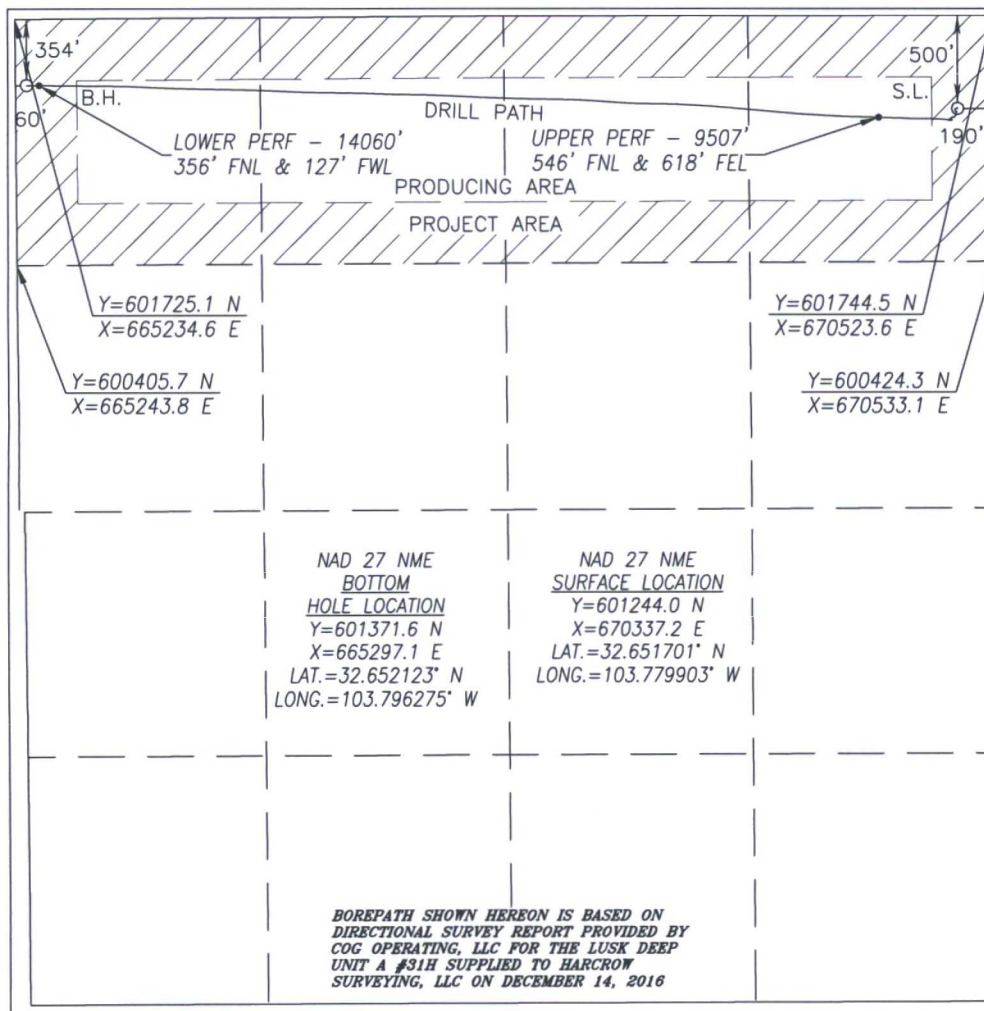 354'
500'
B.H.
S.L.
60'
190'
DRILL PATH
LOWER PERF - 14060'
356' FNL & 127' FWL
UPPER PERF - 9507'
546' FNL & 618' FEL
PRODUCING AREA
PROJECT AREA
Y=601725.1 N
X=665234.6 E
Y=601744.5 N
X=670523.6 E
Y=600405.7 N
X=665243.8 E
Y=600424.3 N
X=670533.1 E
NAD 27 NME
BOTTOM
HOLE LOCATION
Y=601371.6 N
X=665297.1 E
LAT.=32.652123° N
LONG.=103.796275° W
NAD 27 NME
SURFACE LOCATION
Y=601244.0 N
X=670337.2 E
LAT.=32.651701° N
LONG.=103.779903° W
BOREPATH SHOWN HEREON IS BASED ON
DIRECTIONAL SURVEY REPORT PROVIDED BY
COG OPERATING, LLC FOR THE LUSK DEEP
UNIT A #31H SUPPLIED TO HARCROW
SURVEYING, LLC ON DECEMBER 14, 2016